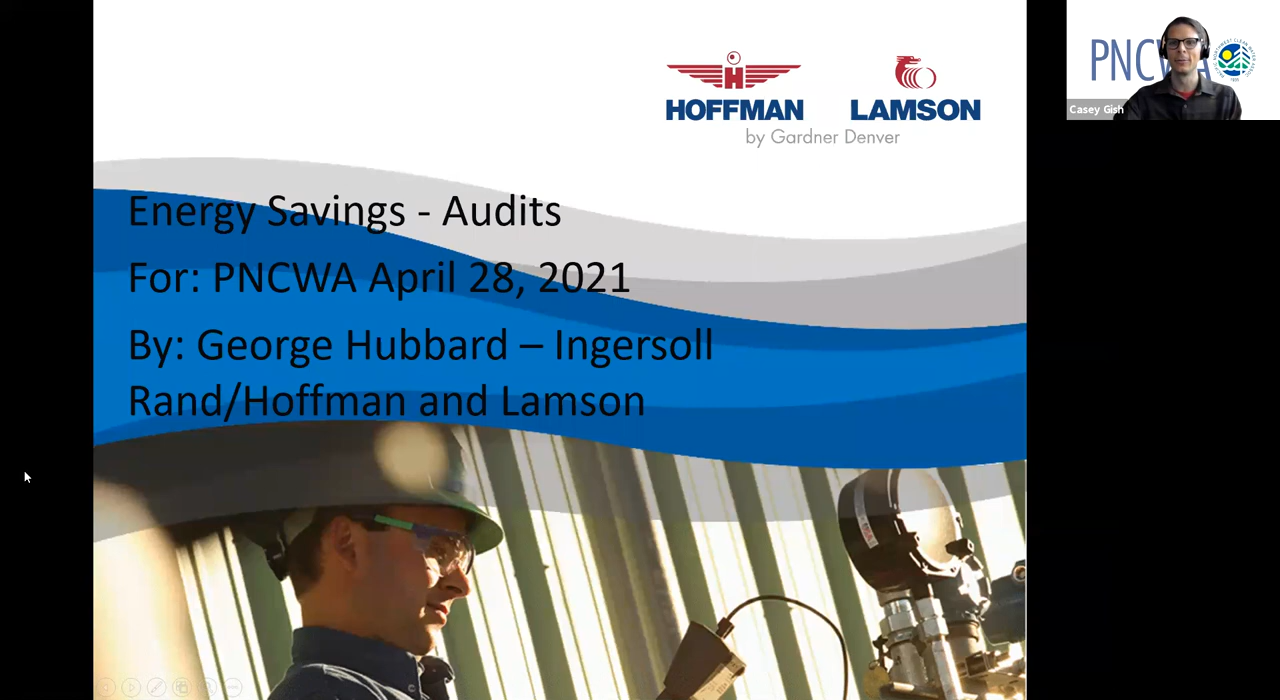 HOFFMAN
LAMSON
by Gardner Denver
Energy Savings - Audits
For: PNCWA April 28, 2021
By: George Hubbard – Ingersoll
Rand/Hoffman and Lamson
Casey Gish